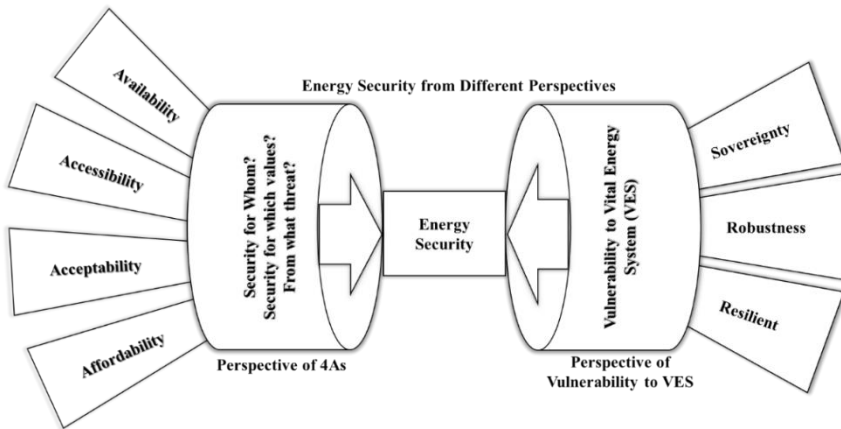 Energy Security from Different Perspectives
Availability
Accessibility
Acceptability
Affordability
Security for Whom?
Security for which values?
From what threat?
Perspective of 4As
Energy
Security
Vulnerability to Vital Energy
System (VES)
Perspective of
Vulnerability to VES
Sovereignty
Robustness
Resilient